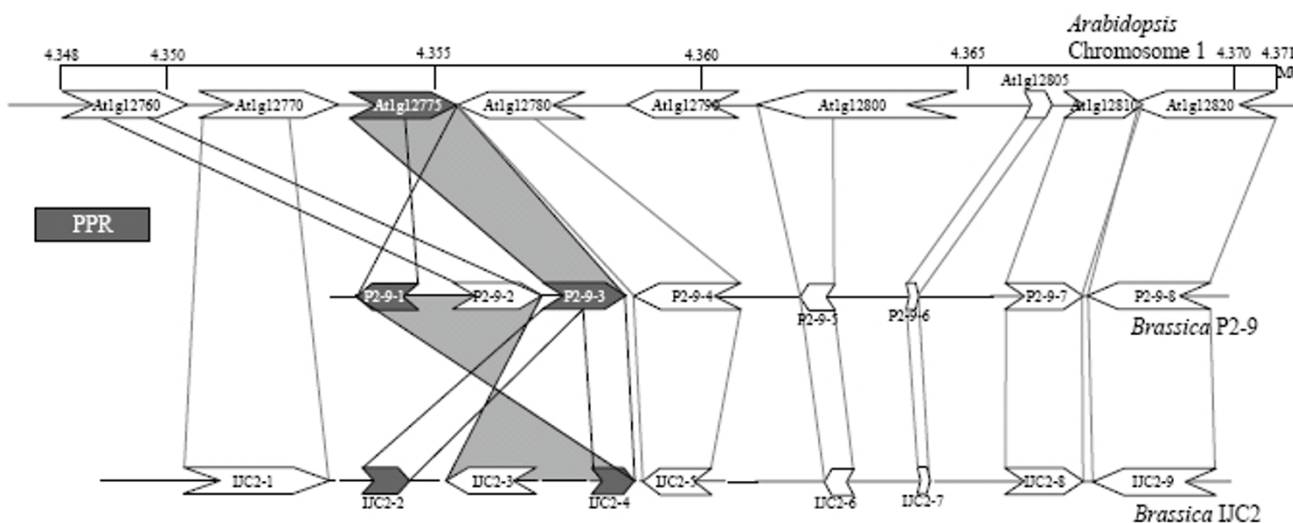 Arabidopsis
Chromosome 1
4.348 4.350 4.355 4.360 4.365 4.370 4.371
M
At1g12805
At1g12760 At1g12770 At1g12775 At1g12780 At1g12790 At1g12800 At1g12810 At1g12820
PPR
P2-9-1 P2-9-2 P2-9-3 P2-9-4 P2-9-7 P2-9-8
P2-9-5 P2-9-6
Brassica P2-9
IJC2-1 IJC2-3 IJC2-5 IJC2-8 IJC2-9
IJC2-2 IJC2-4 IJC2-6 IJC2-7
Brassica IJC2